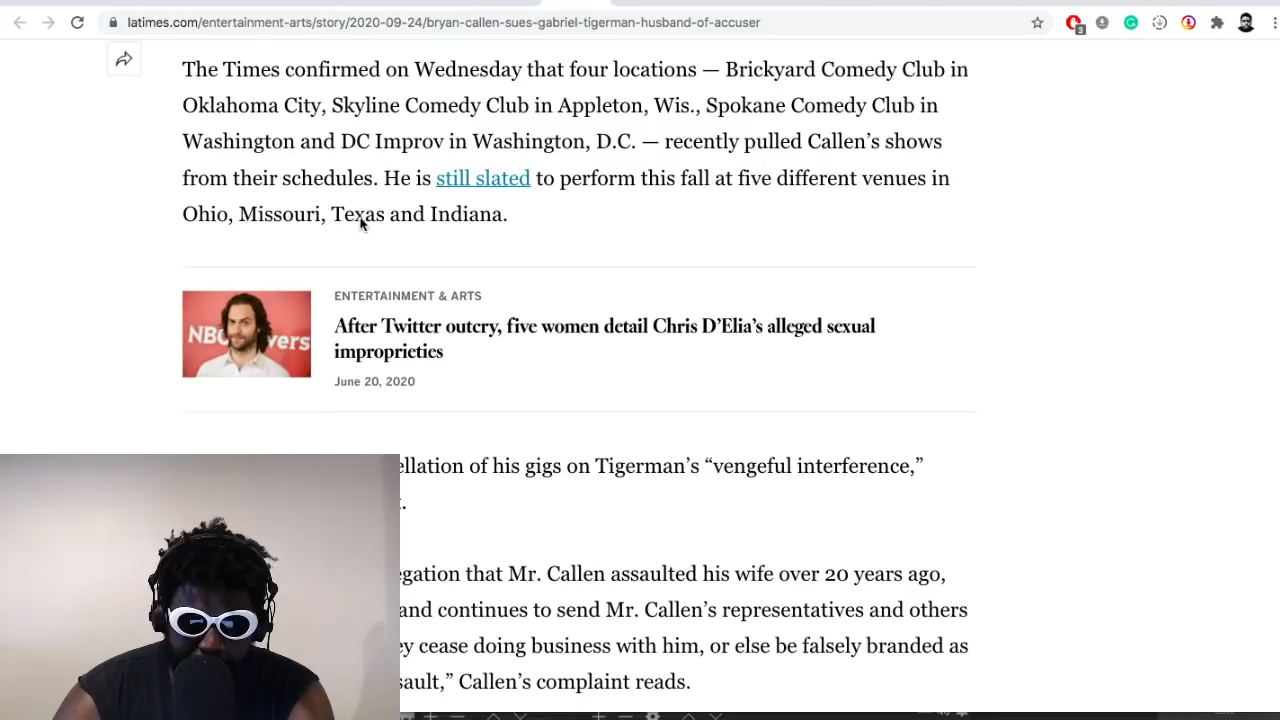 latimes.com/entertainment-arts/story/2020-09-24/bryan-callen-sues-gabriel-tigerman-husband-of-accuser
3
The Times confirmed on Wednesday that four locations — Brickyard Comedy Club in
Oklahoma City, Skyline Comedy Club in Appleton, Wis., Spokane Comedy Club in
Washington and DC Improv in Washington, D.C. — recently pulled Callen’s shows
from their schedules. He is still slated to perform this fall at five different venues in
Ohio, Missouri, Texas and Indiana.
ENTERTAINMENT & ARTS
After Twitter outcry, five women detail Chris D’Elia’s alleged sexual
improprieties
June 20, 2020
ellation of his gigs on Tigerman’s “vengeful interference,”
egation that Mr. Callen assaulted his wife over 20 years ago,
and continues to send Mr. Callen’s representatives and others
ey cease doing business with him, or else be falsely branded as
sault,” Callen’s complaint reads.